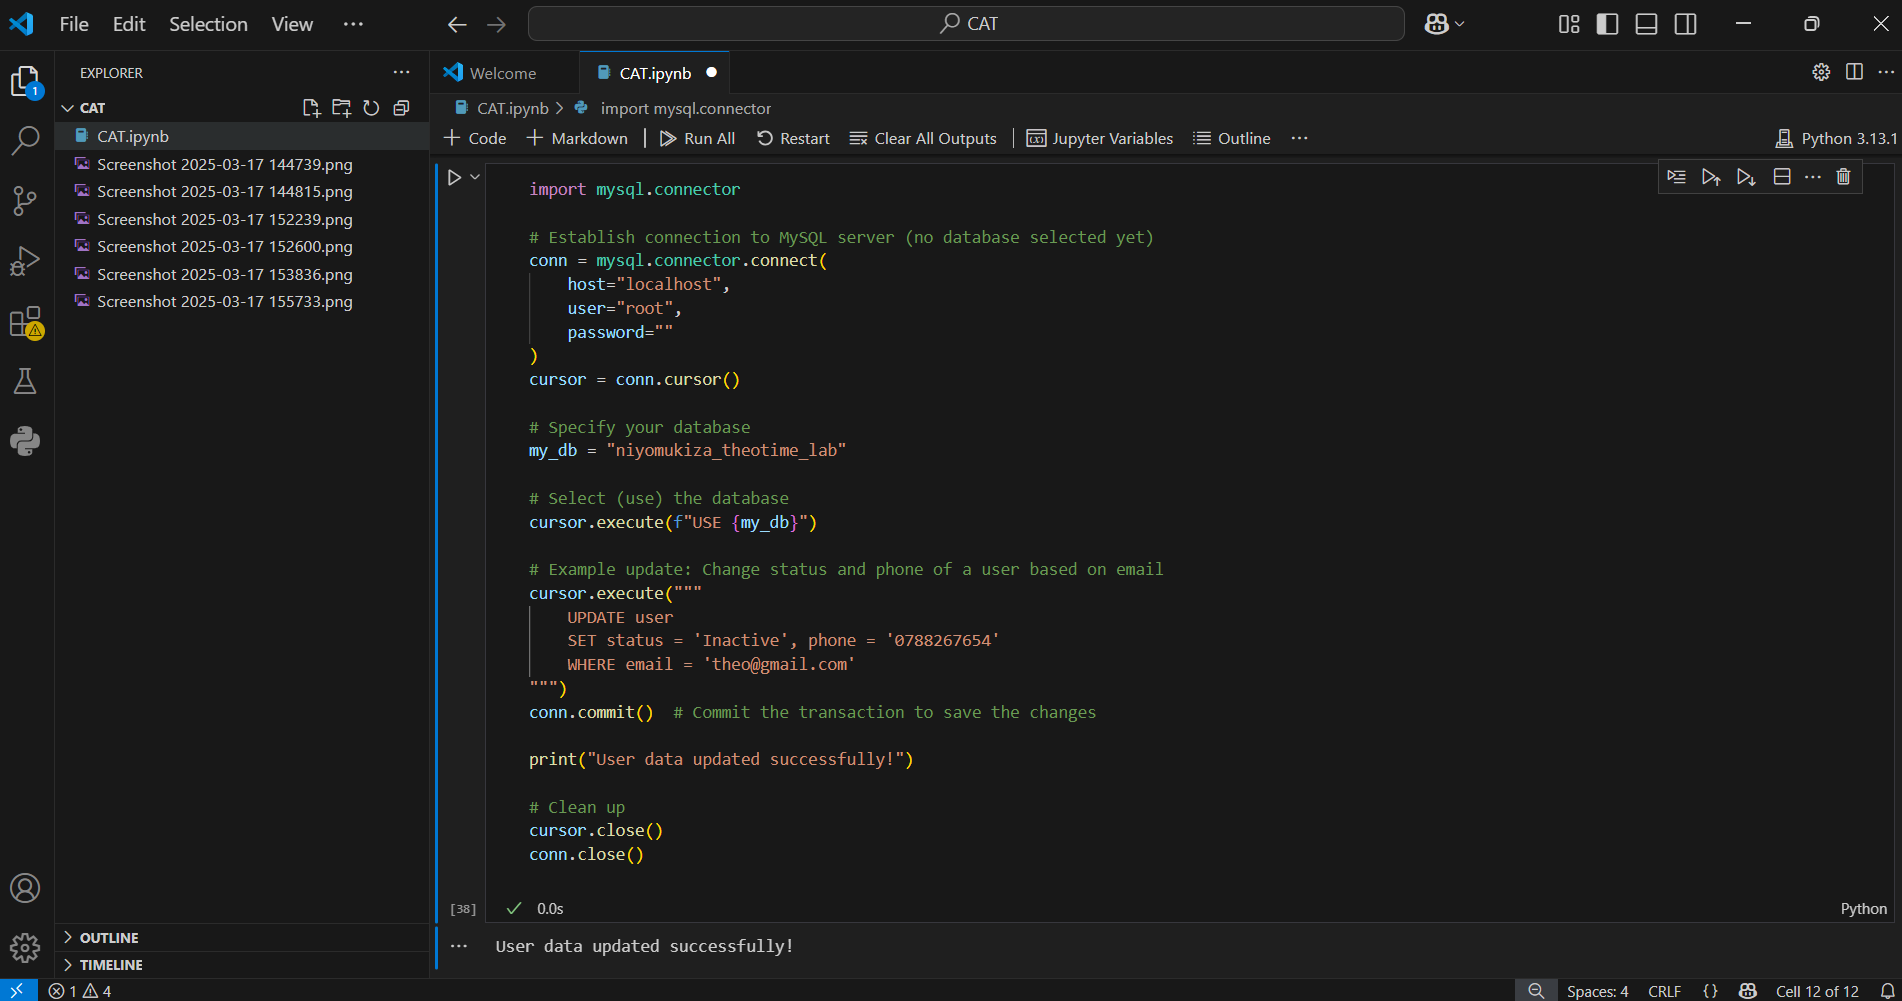 File Edit Selection View ··· CAT
EXPLORER ···
CAT
CAT.ipynb
Screenshot 2025-03-17 144739.png
Screenshot 2025-03-17 144815.png
Screenshot 2025-03-17 152239.png
Screenshot 2025-03-17 152600.png
Screenshot 2025-03-17 153836.png
Screenshot 2025-03-17 155733.png
OUTLINE
TIMELINE
1
Welcome CAT.ipynb
CAT.ipynb > import mysql.connector
+ Code + Markdown | Run All Restart Clear All Outputs | Jupyter Variables Outline ··· Python 3.13.1
import mysql.connector
# Establish connection to MySQL server (no database selected yet)
conn = mysql.connector.connect(
    host="localhost",
    user="root",
    password=""
)
cursor = conn.cursor()
# Specify your database
my_db = "niyomukiza_theotime_lab"
# Select (use) the database
cursor.execute(f"USE {my_db}")
# Example update: Change status and phone of a user based on email
cursor.execute("""
    UPDATE user
    SET status = 'Inactive', phone = '0788267654'
    WHERE email = 'theo@gmail.com'
""")
conn.commit()  # Commit the transaction to save the changes
print("User data updated successfully!")
# Clean up
cursor.close()
conn.close()
[38] 0.0s Python
··· User data updated successfully!
1 4 Spaces: 4 CRLF {} Cell 12 of 12